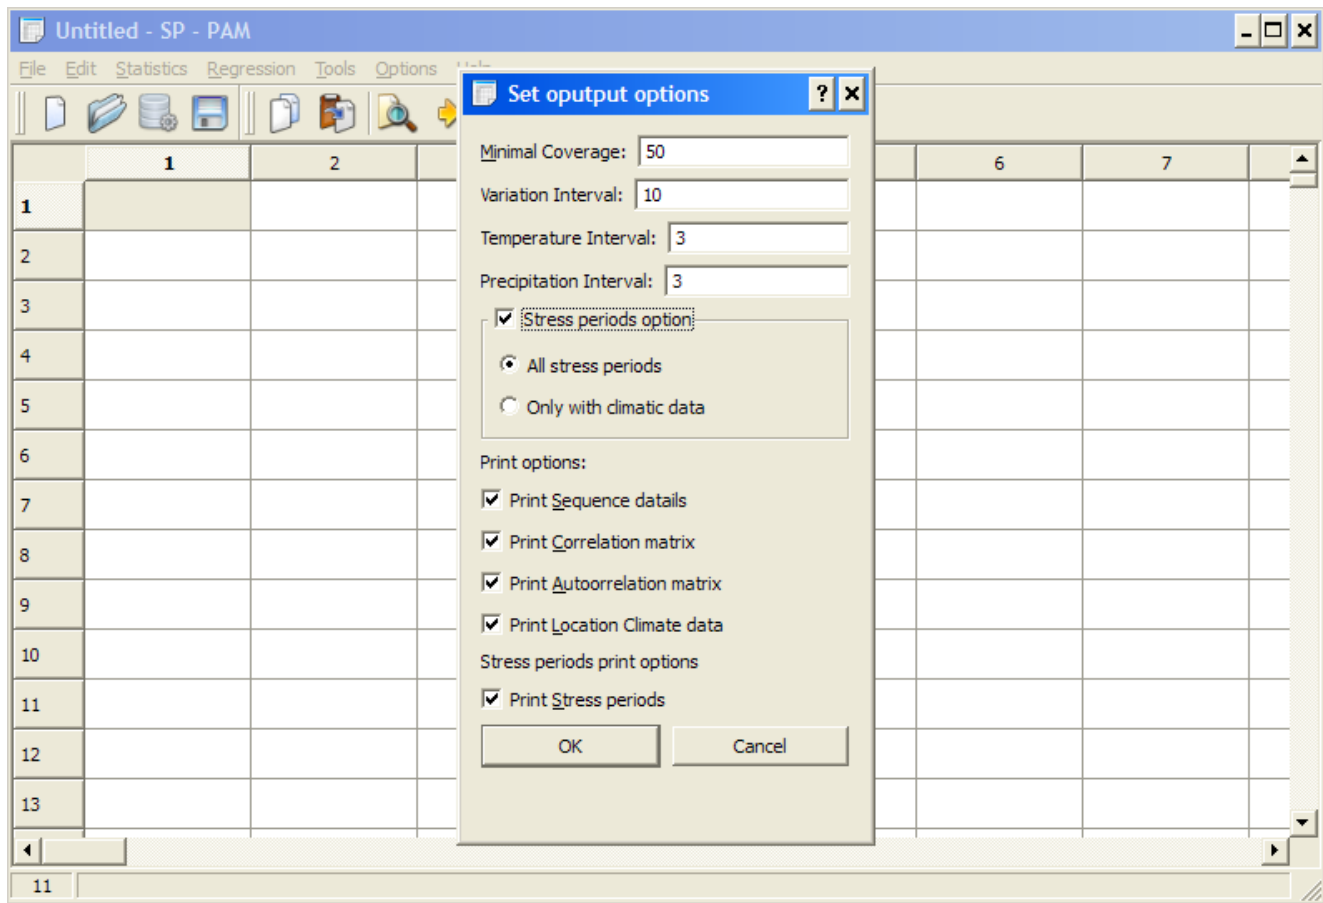 Untitled - SP - PAM
File Edit Statistics Regression Tools Options
Set oputput options
1 2 6 7
Minimal Coverage: 50
Variation Interval: 10
Temperature Interval: 3
Precipitation Interval: 3
Stress periods option
All stress periods
Only with climatic data
Print options:
Print Sequence datails
Print Correlation matrix
Print Autoorrelation matrix
Print Location Climate data
Stress periods print options
Print Stress periods
OK Cancel
1
2
3
4
5
6
7
8
9
10
11
12
13
11